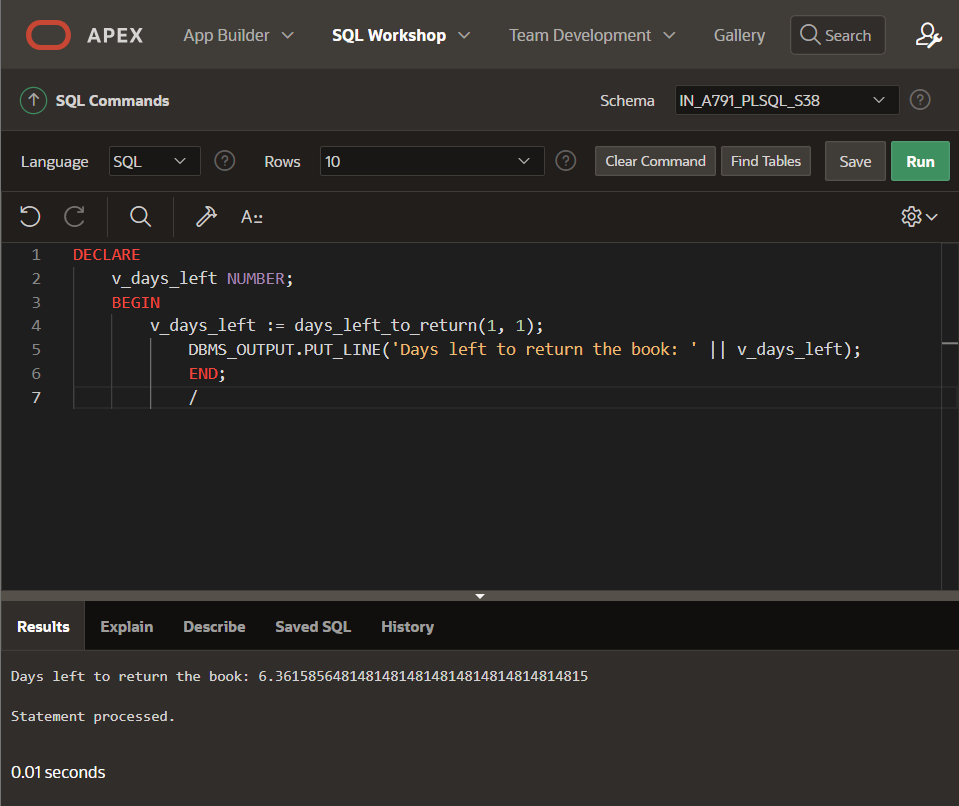 APEX App Builder SQL Workshop Team Development Gallery Search
SQL Commands Schema IN_A791_PLSQL_S38 ?
Language SQL ? Rows 10 ? Clear Command Find Tables Save Run
A::
1 DECLARE
2 v_days_left NUMBER;
3 BEGIN
4 v_days_left := days_left_to_return(1, 1);
5 DBMS_OUTPUT.PUT_LINE('Days left to return the book: ' || v_days_left);
6 END;
7 /
Results Explain Describe Saved SQL History
Days left to return the book: 6.36158564814814814814814814814814814815
Statement processed.
0.01 seconds